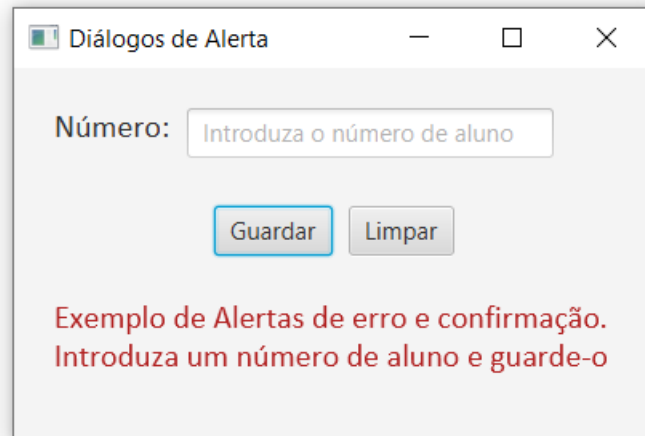 Diálogos de Alerta
Número: Introduza o número de aluno
Guardar Limpar
Exemplo de Alertas de erro e confirmação.
Introduza um número de aluno e guarde-o